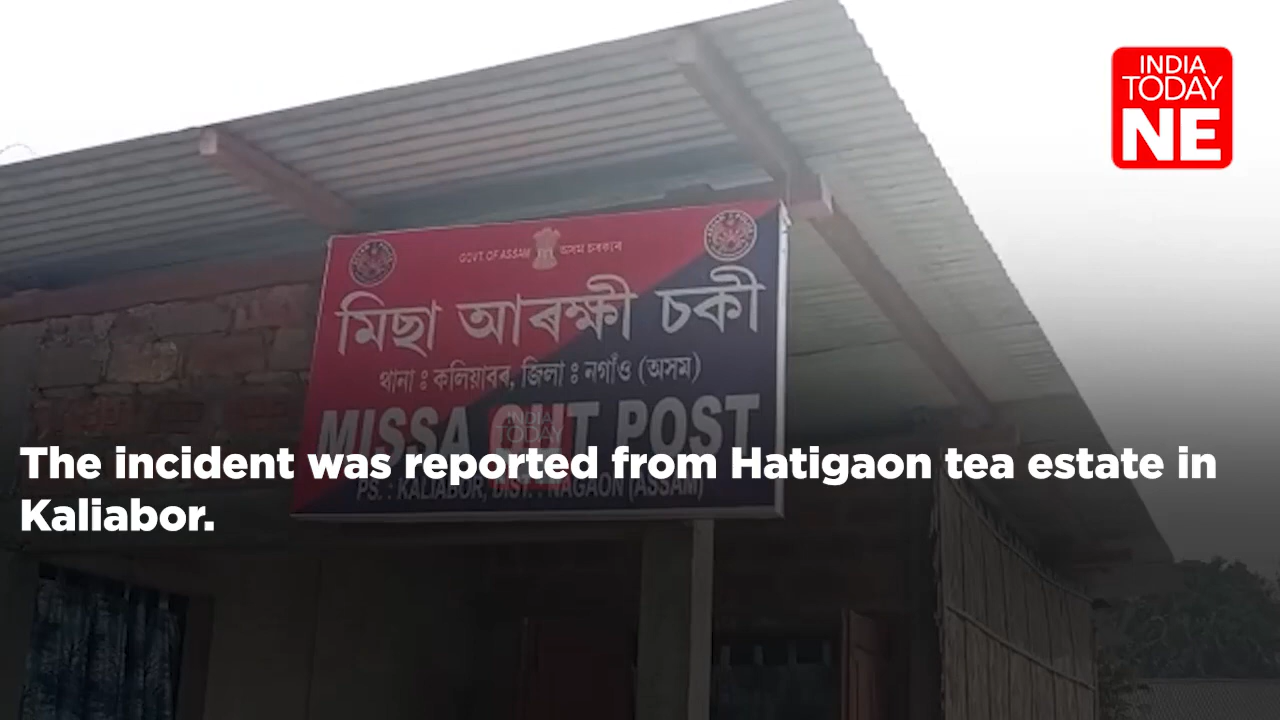 INDIA
TODAY
NE
GOVT. OF ASSAM অসম চৰকাৰ
মিছা আৰক্ষী চকী
থানা ঃ কলিয়াবৰ, জিলা ঃ নগাঁও (অসম)
MISSA OUT POST
INDIA
TODAY
PS. : KALIABOR, DIST. : NAGAON (ASSAM)
The incident was reported from Hatigaon tea estate in
Kaliabor.